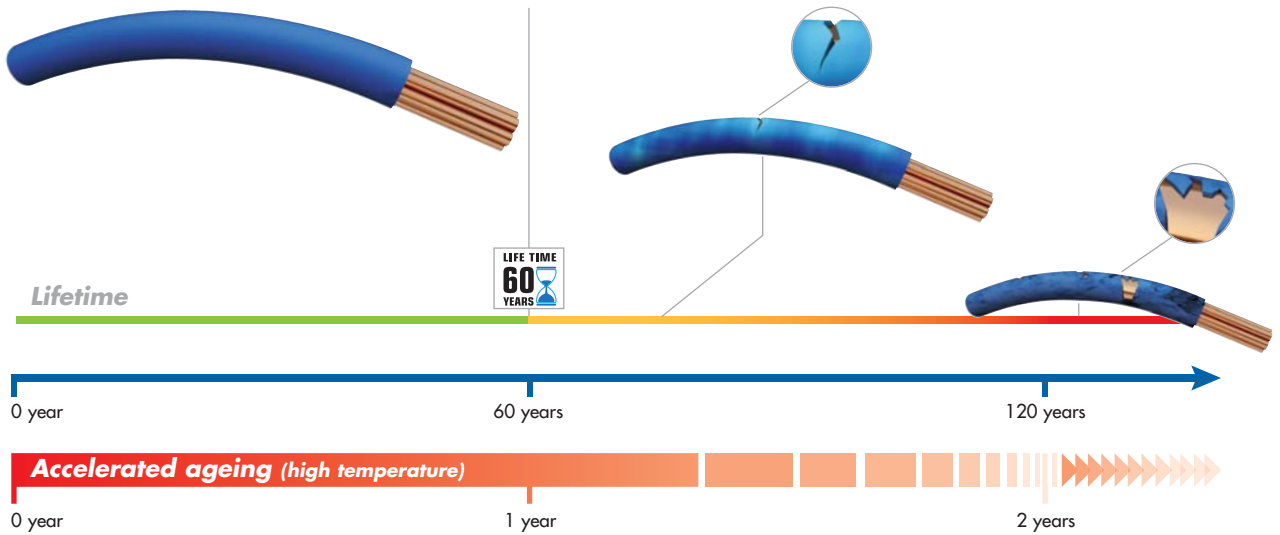 LIFE TIME
60
YEARS
Lifetime
0 year
60 years
120 years
Accelerated ageing (high temperature)
0 year
1 year
2 years